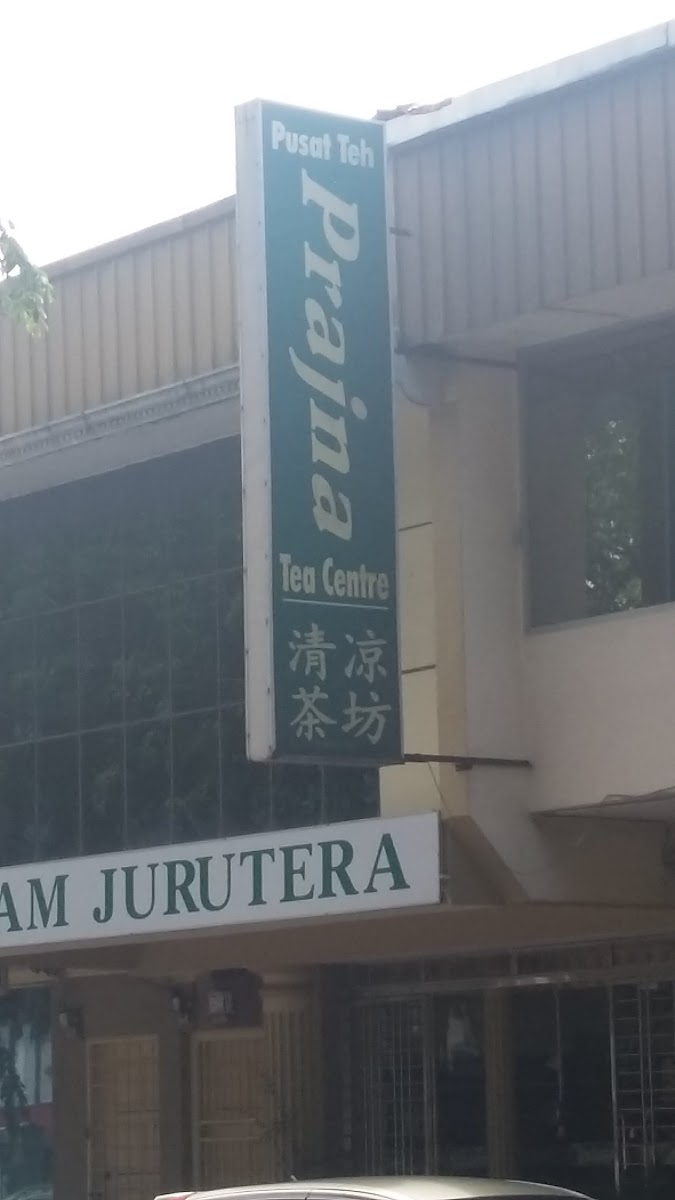 Pusat Teh
Prajna
Tea Centre
清凉
茶坊
AM JURUTERA